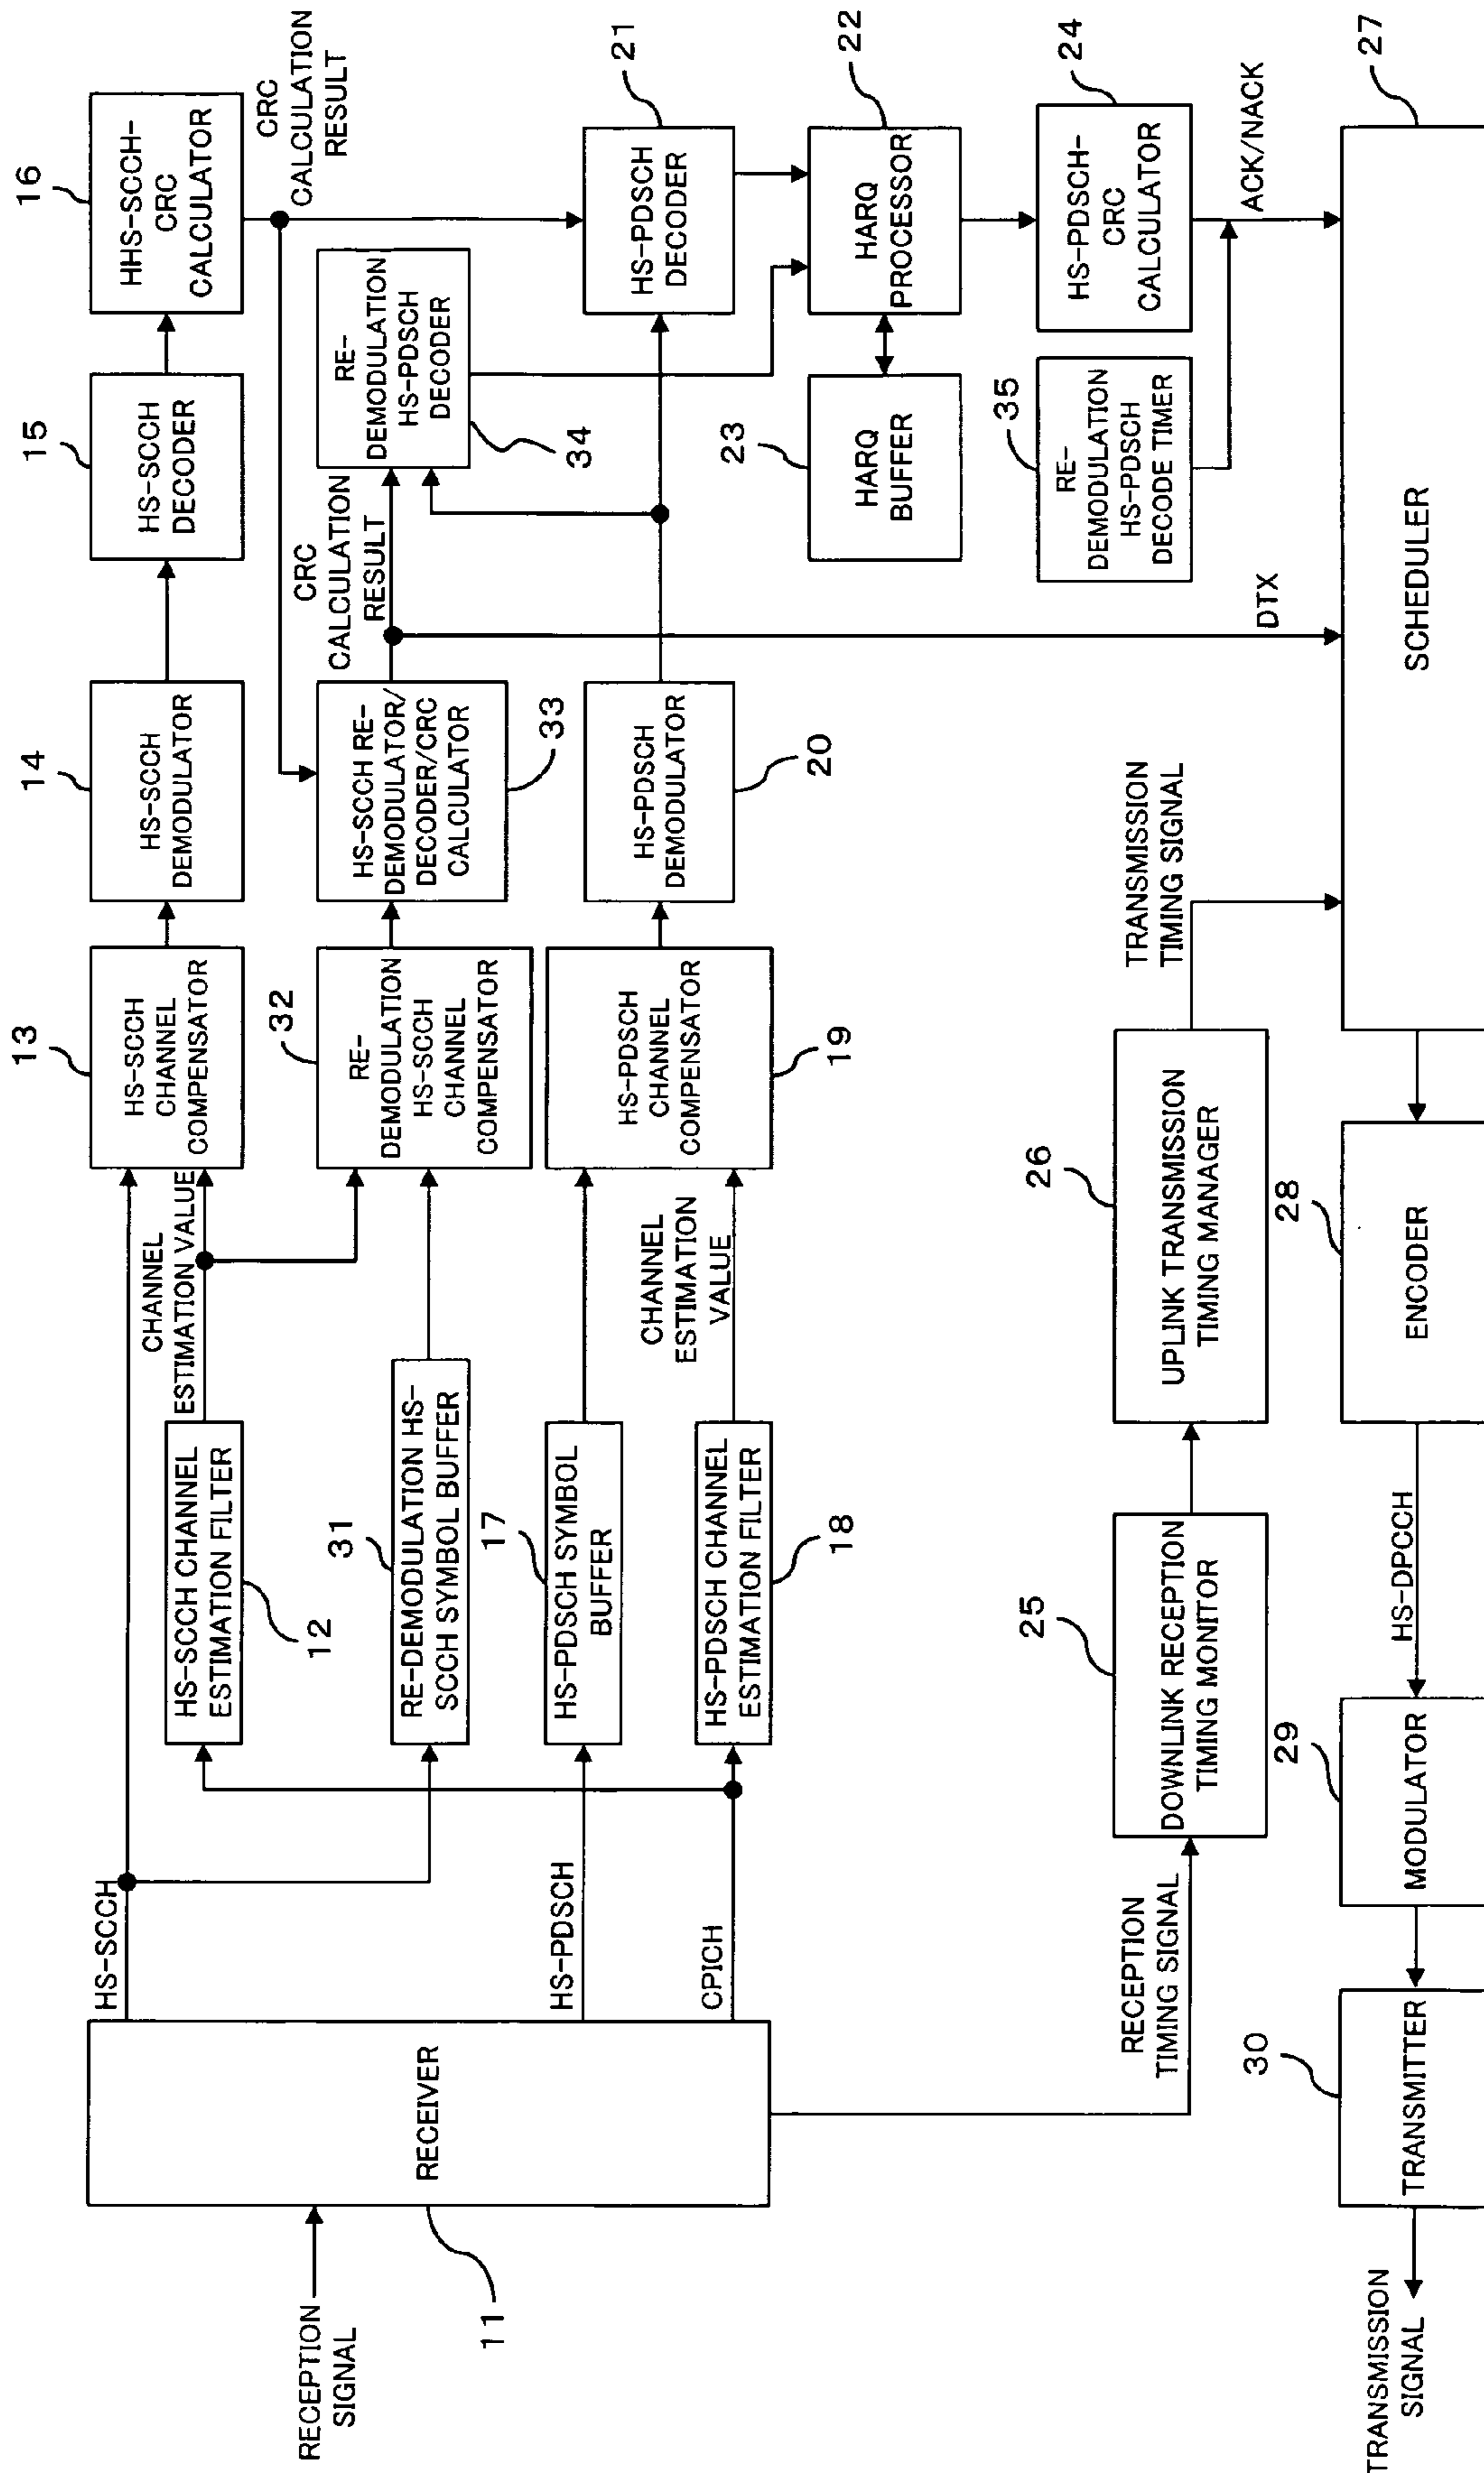 RECEPTION
SIGNAL
11
RECEIVER
HS-SCCH
HS-PDSCH
CPICH
RECEPTION
TIMING SIGNAL
12
HS-SCCH CHANNEL
ESTIMATION FILTER
CHANNEL
ESTIMATION VALUE
13
HS-SCCH
CHANNEL
COMPENSATOR
14
HS-SCCH
DEMODULATOR
15
HS-SCCH
DECODER
16
HHS-SCCH-
CRC
CALCULATOR
CRC
CALCULATION
RESULT
31
RE-DEMODULATION HS-
SCCH SYMBOL BUFFER
32
RE-
DEMODULATION
HS-SCCH
CHANNEL
COMPENSATOR
33
HS-SCCH RE-
DEMODULATOR/
DECODER/CRC
CALCULATOR
CRC
CALCULATION
RESULT
34
RE-
DEMODULATION
HS-PDSCH
DECODER
17
HS-PDSCH SYMBOL
BUFFER
18
HS-PDSCH CHANNEL
ESTIMATION FILTER
CHANNEL
ESTIMATION
VALUE
19
HS-PDSCH
CHANNEL
COMPENSATOR
20
HS-PDSCH
DEMODULATOR
21
HS-PDSCH
DECODER
22
HARQ
PROCESSOR
23
HARQ
BUFFER
24
HS-PDSCH-
CRC
CALCULATOR
35
RE-
DEMODULATION
HS-PDSCH
DECODE TIMER
ACK/NACK
DTX
25
DOWNLINK RECEPTION
TIMING MONITOR
26
UPLINK TRANSMISSION
TIMING MANAGER
TRANSMISSION
TIMING SIGNAL
27
SCHEDULER
28
ENCODER
HS-DPCCH
29
MODULATOR
30
TRANSMITTER
TRANSMISSION
SIGNAL